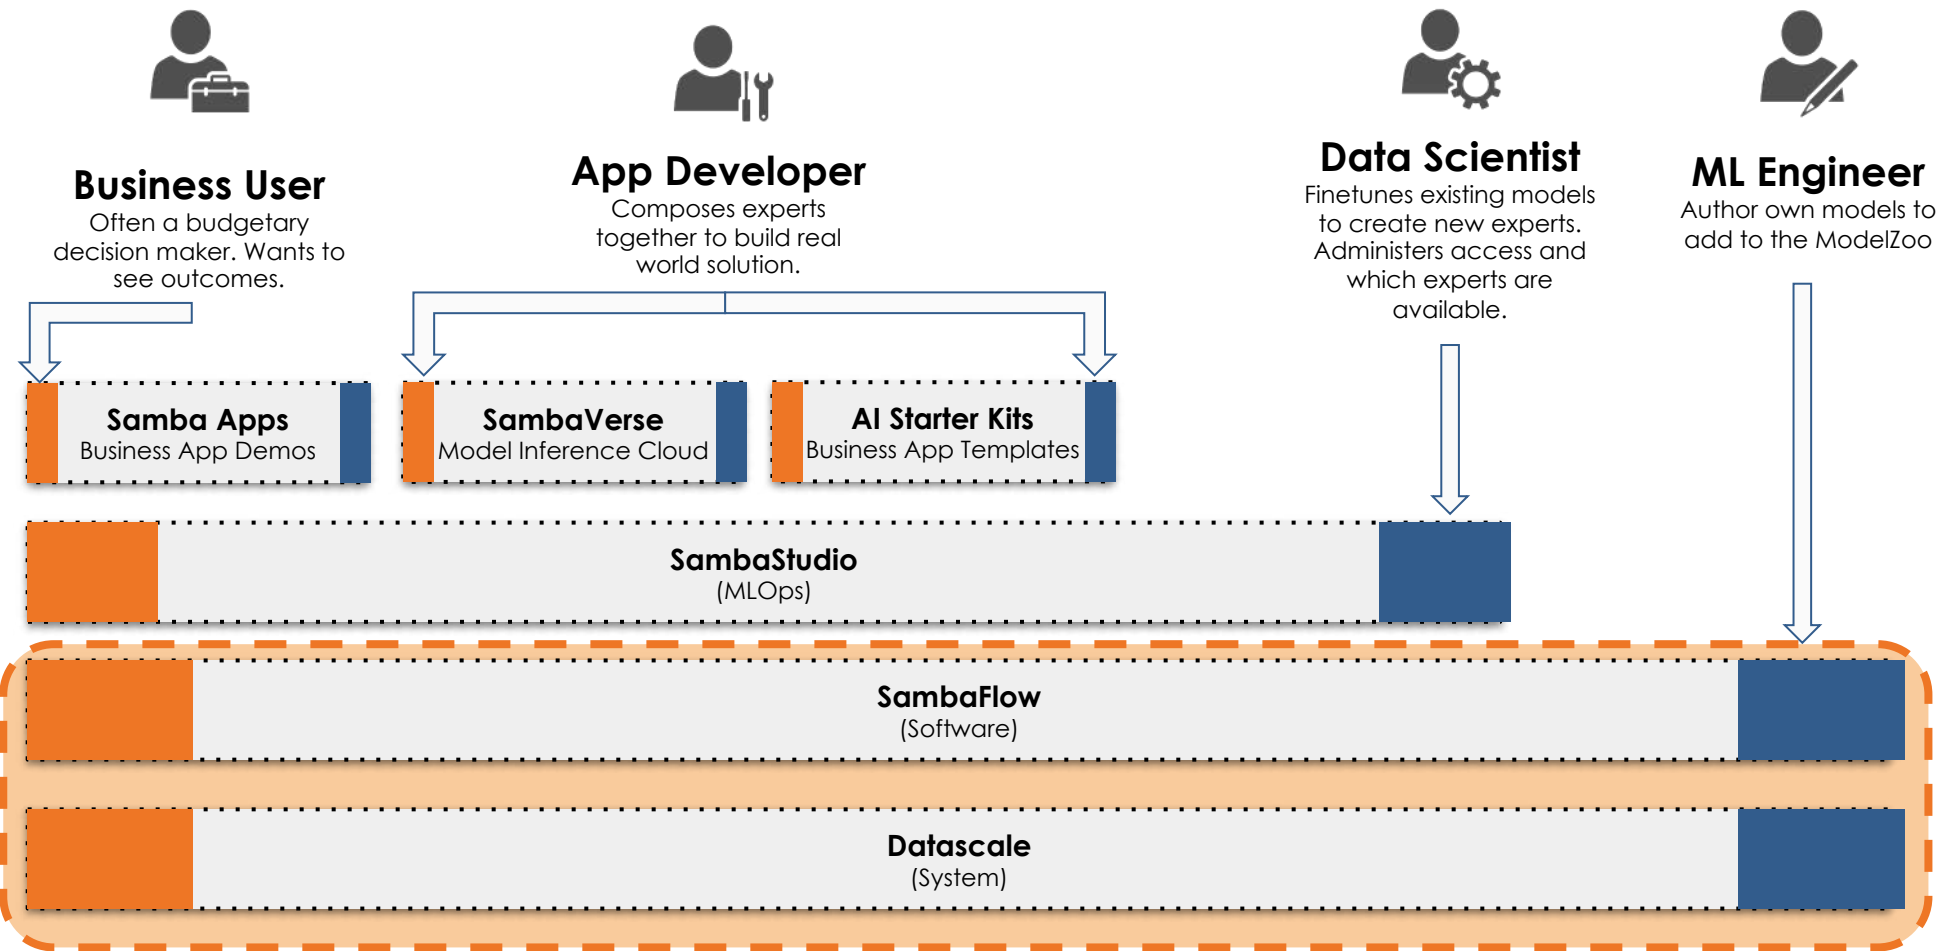 Business User
Often a budgetary
decision maker. Wants to
see outcomes.
App Developer
Composes experts
together to build real
world solution.
Data Scientist
Finetunes existing models
to create new experts.
Administers access and
which experts are
available.
ML Engineer
Author own models to
add to the ModelZoo
Samba Apps
Business App Demos
SambaVerse
Model Inference Cloud
AI Starter Kits
Business App Templates
SambaStudio
(MLOps)
SambaFlow
(Software)
Datascale
(System)